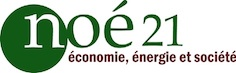 noé21
économie, énergie et société